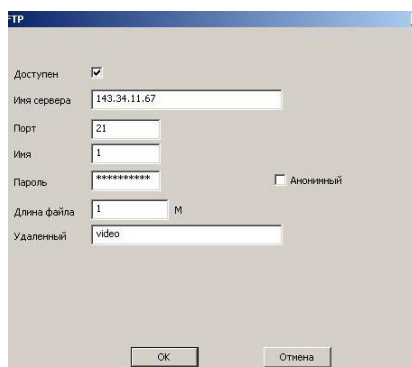 FTP
Доступен
Имя сервера 143.34.11.67
Порт 21
Имя 1
Пароль ********** Анонимный
Длина файла 1 M
Удаленный video
OK Отмена